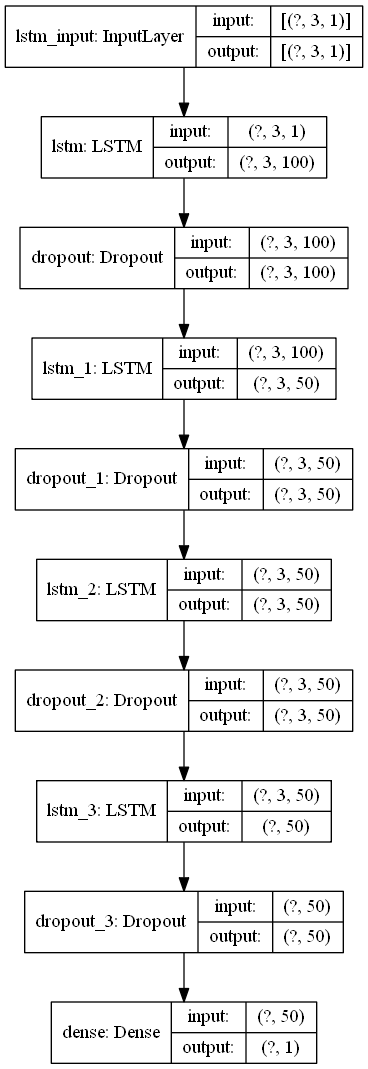 lstm_input: InputLayer
input: [(?, 3, 1)]
output: [(?, 3, 1)]
lstm: LSTM
input: (?, 3, 1)
output: (?, 3, 100)
dropout: Dropout
input: (?, 3, 100)
output: (?, 3, 100)
lstm_1: LSTM
input: (?, 3, 100)
output: (?, 3, 50)
dropout_1: Dropout
input: (?, 3, 50)
output: (?, 3, 50)
lstm_2: LSTM
input: (?, 3, 50)
output: (?, 3, 50)
dropout_2: Dropout
input: (?, 3, 50)
output: (?, 3, 50)
lstm_3: LSTM
input: (?, 3, 50)
output: (?, 50)
dropout_3: Dropout
input: (?, 50)
output: (?, 50)
dense: Dense
input: (?, 50)
output: (?, 1)